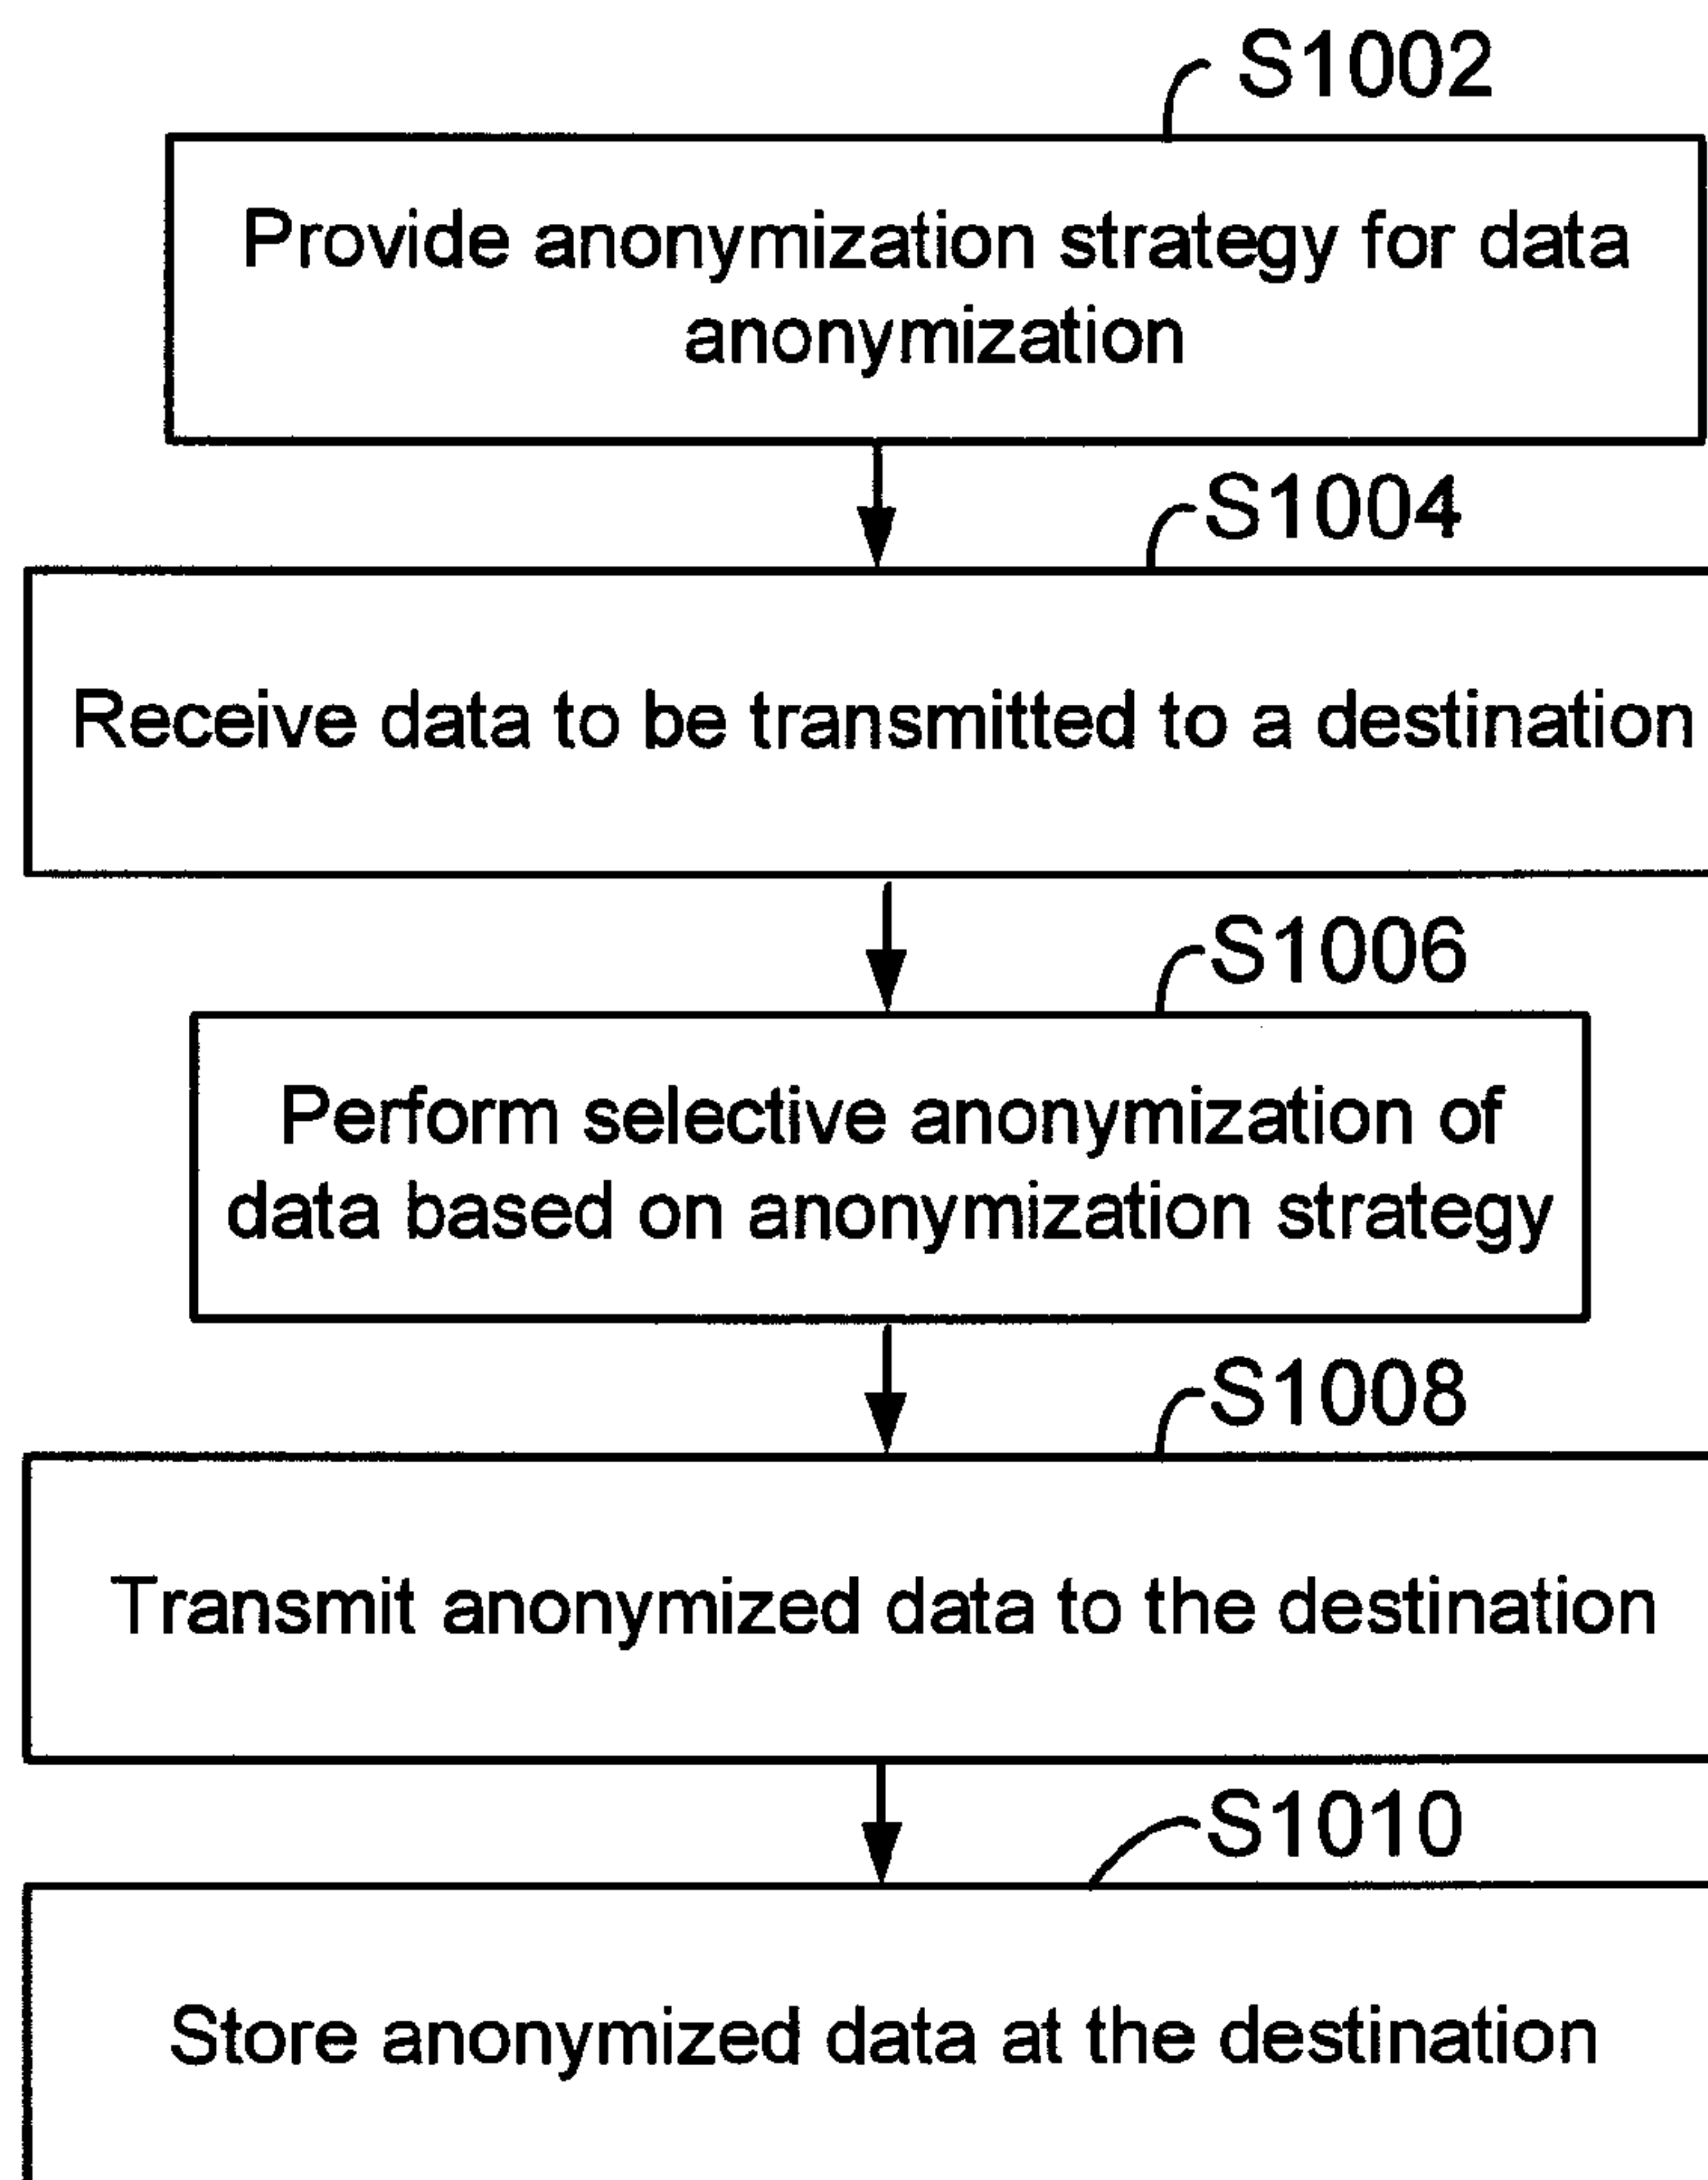 S1002
Provide anonymization strategy for data
anonymization
S1004
Receive data to be transmitted to a destination
S1006
Perform selective anonymization of
data based on anonymization strategy
S1008
Transmit anonymized data to the destination
S1010
Store anonymized data at the destination